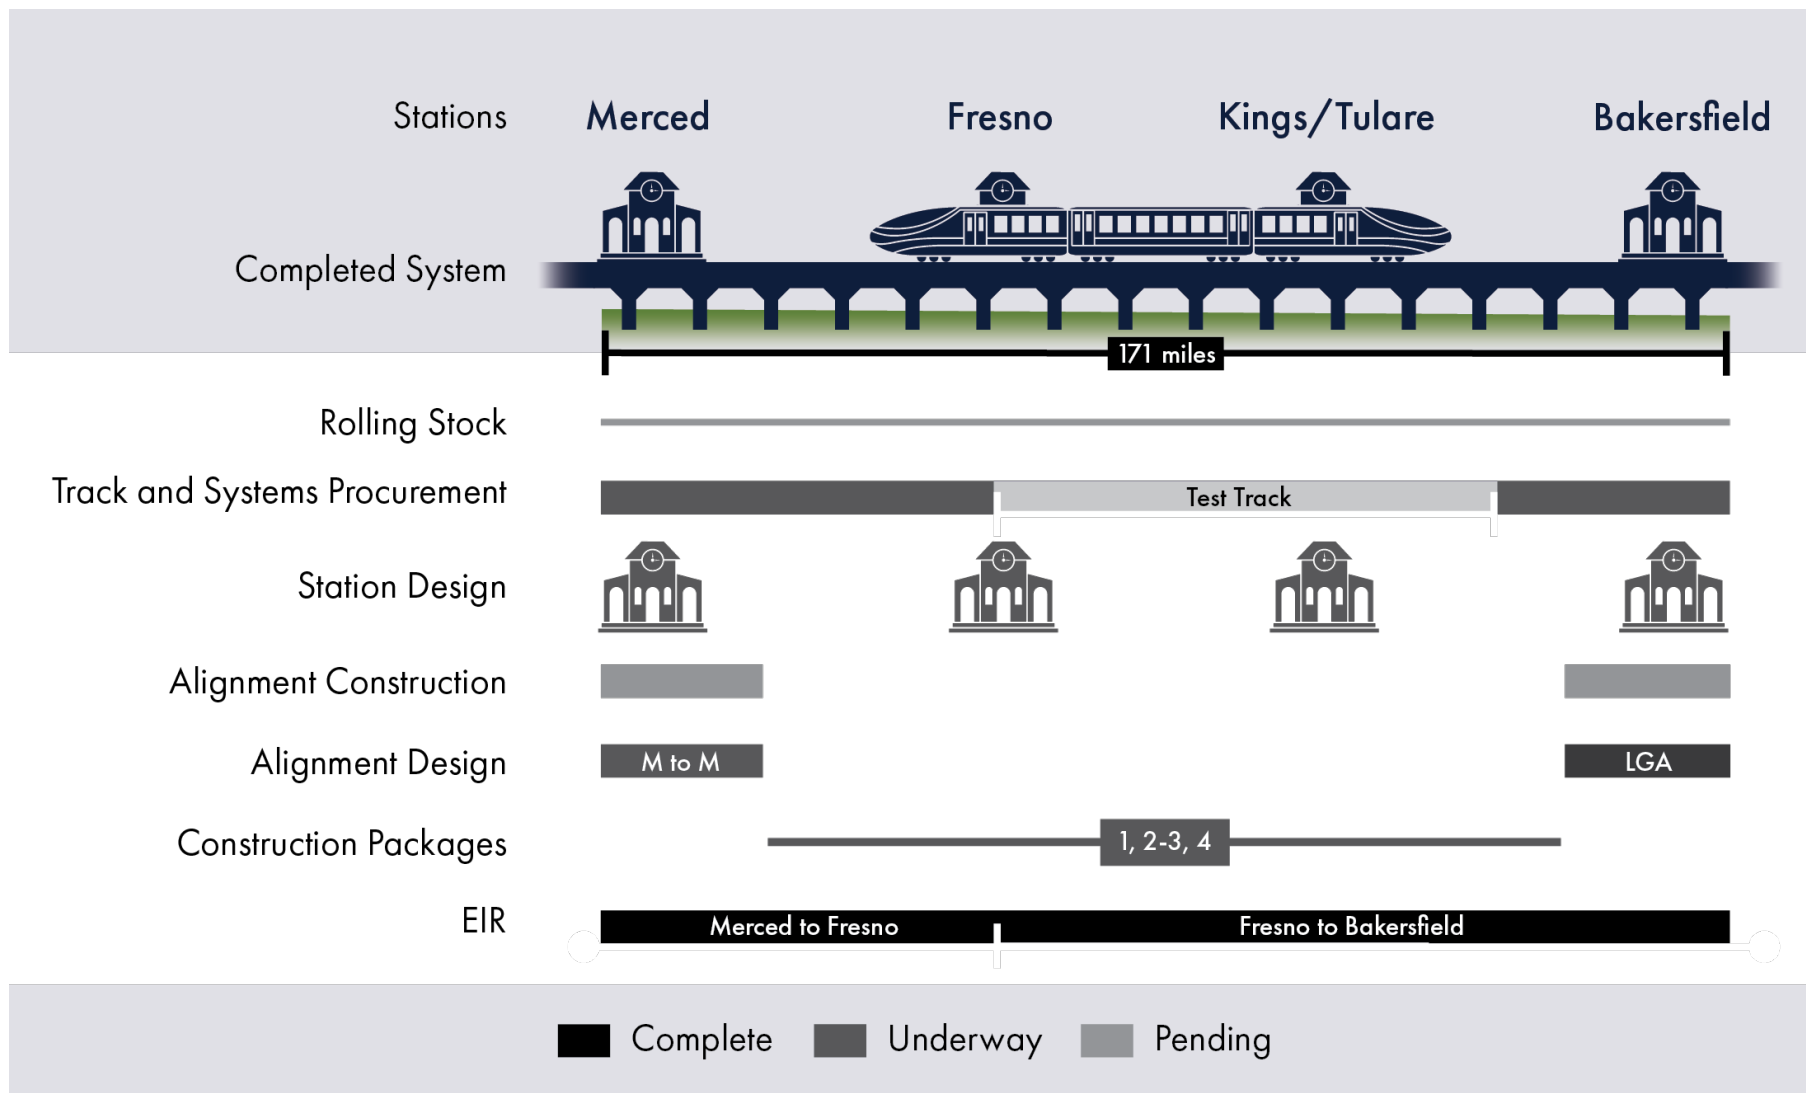 Stations Merced Fresno Kings/Tulare Bakersfield
Completed System
171 miles
Rolling Stock
Track and Systems Procurement Test Track
Station Design
Alignment Construction
Alignment Design M to M LGA
Construction Packages 1, 2-3, 4
EIR Merced to Fresno Fresno to Bakersfield
Complete Underway Pending